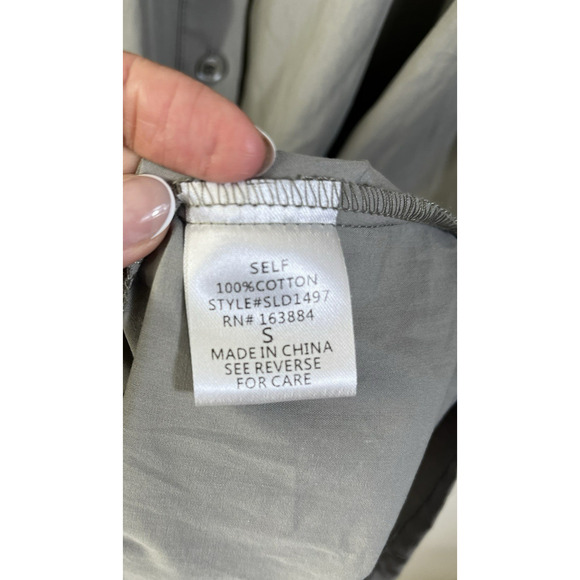 SELF
100%COTTON
STYLE#SLD1497
RN# 163884
S
MADE IN CHINA
SEE REVERSE
FOR CARE